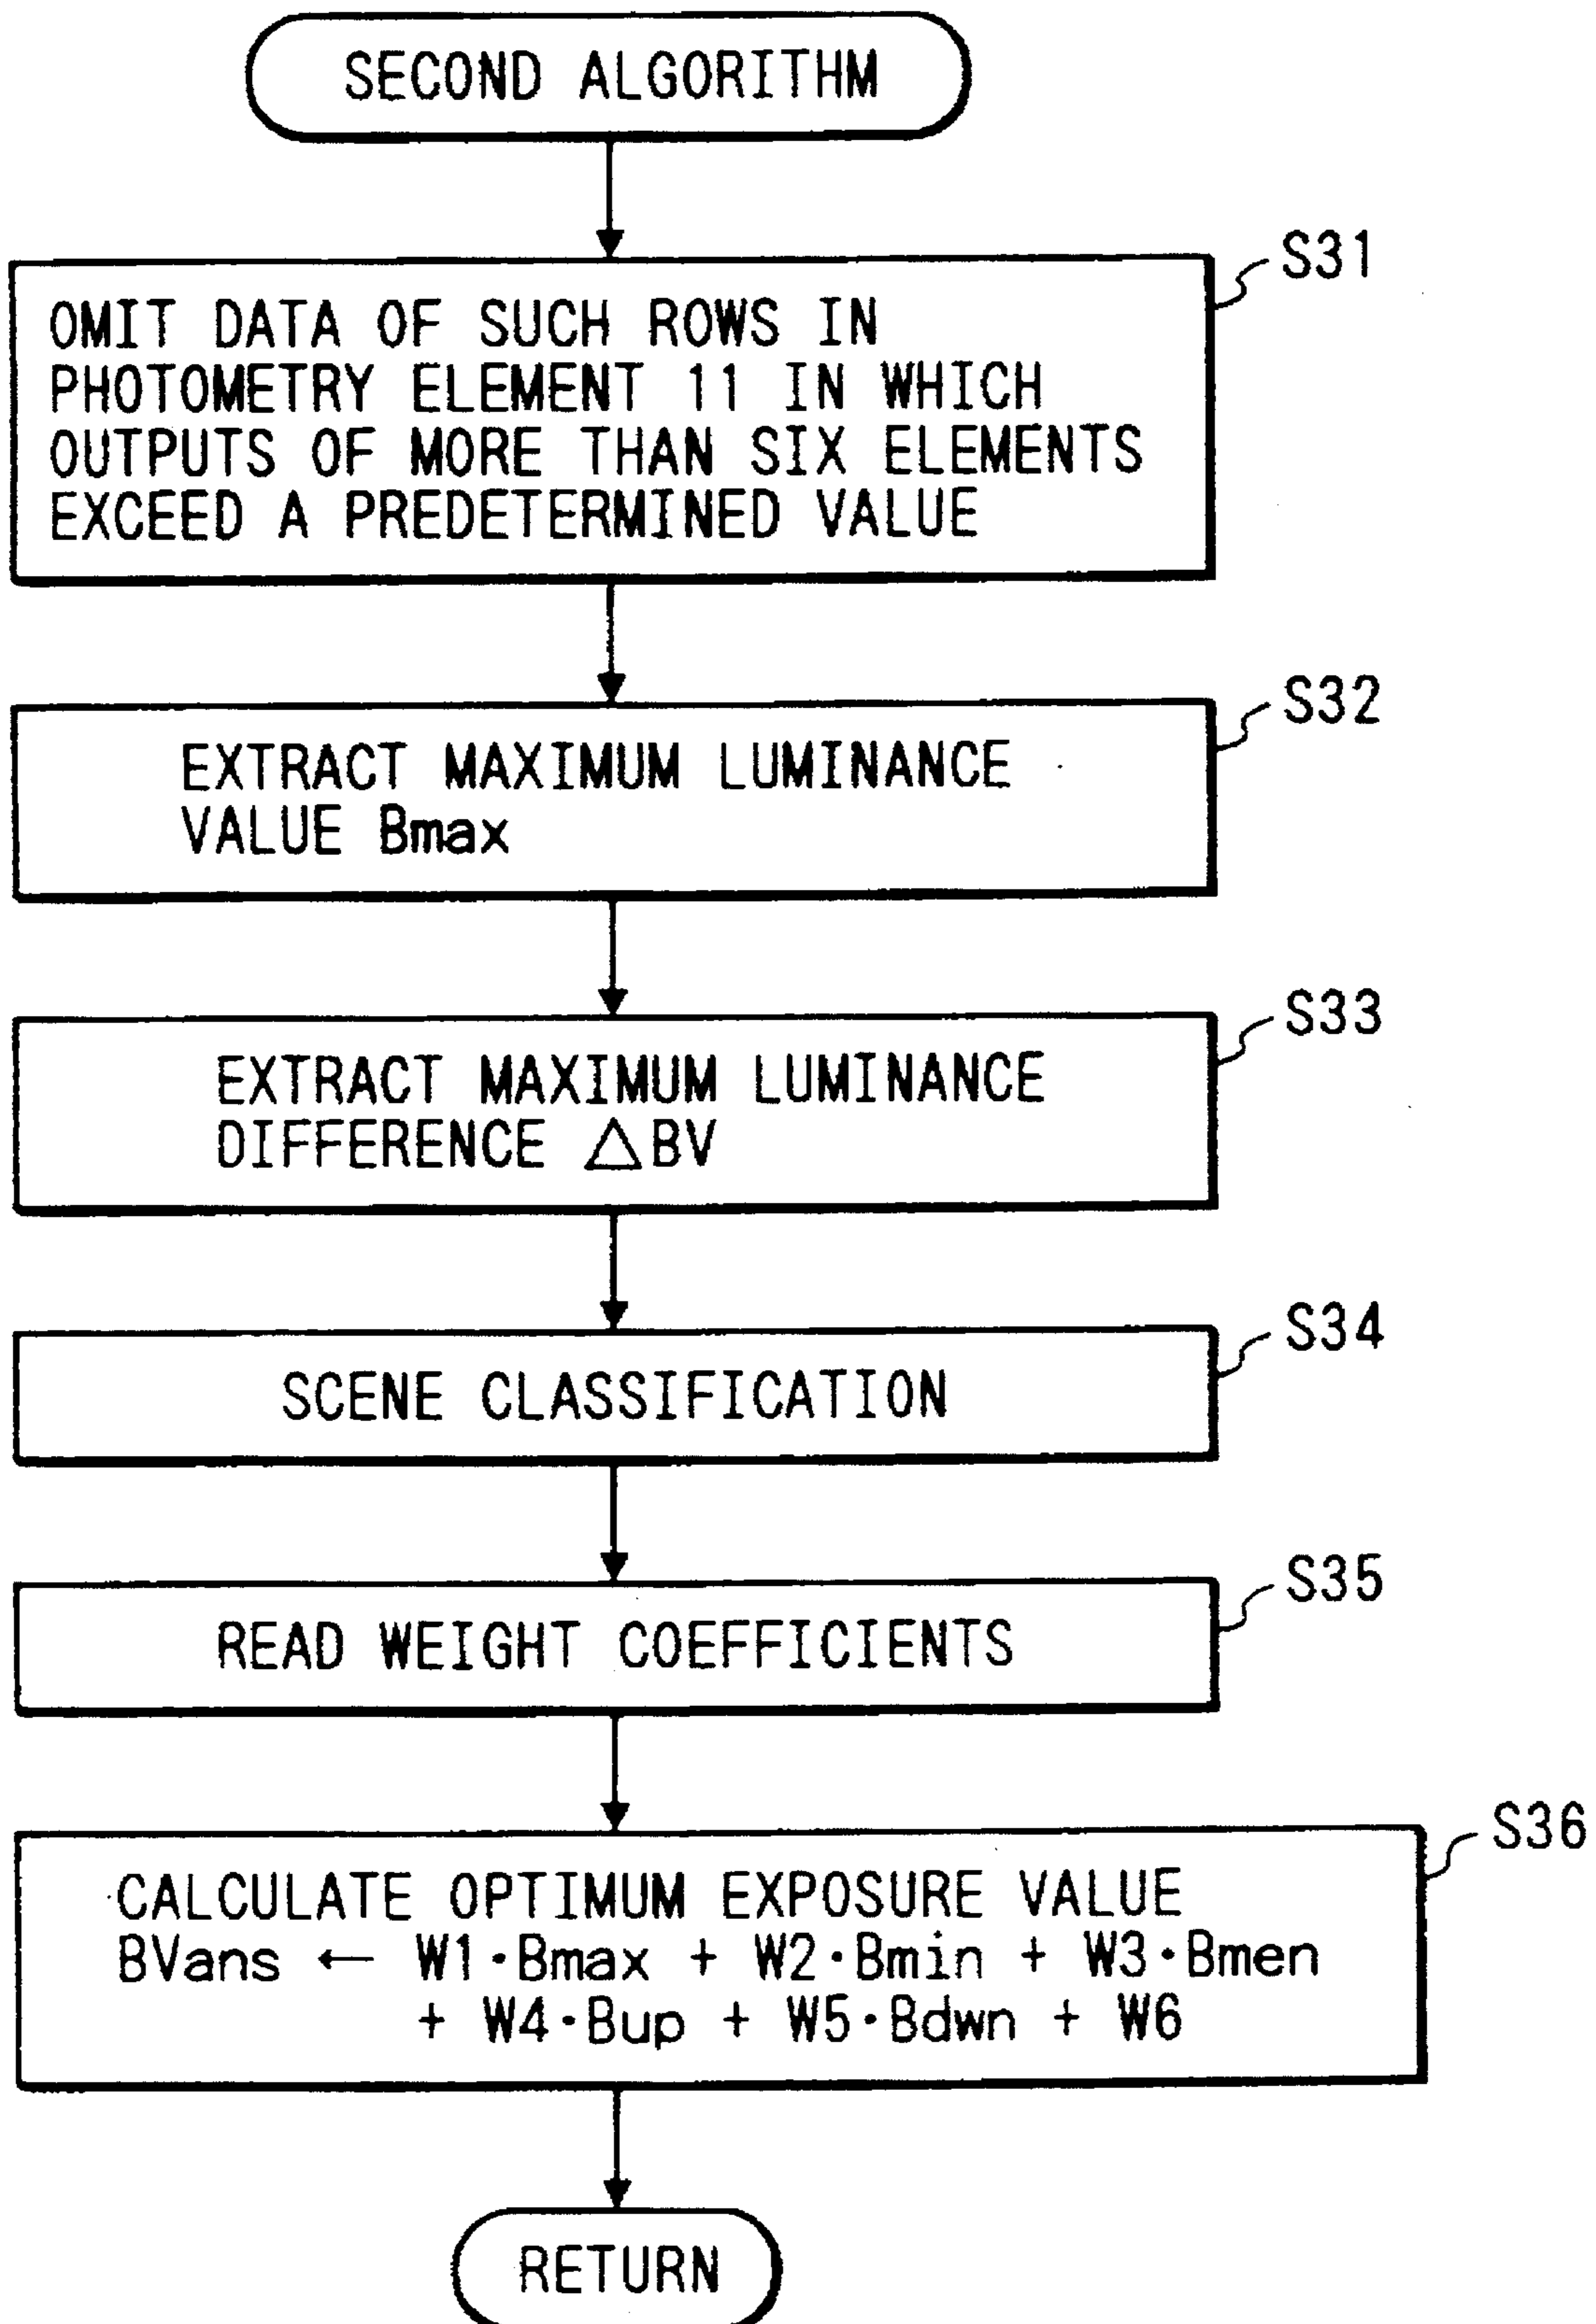 SECOND ALGORITHM
S31
OMIT DATA OF SUCH ROWS IN
PHOTOMETRY ELEMENT 11 IN WHICH
OUTPUTS OF MORE THAN SIX ELEMENTS
EXCEED A PREDETERMINED VALUE
S32
EXTRACT MAXIMUM LUMINANCE
VALUE Bmax
S33
EXTRACT MAXIMUM LUMINANCE
DIFFERENCE △BV
S34
SCENE CLASSIFICATION
S35
READ WEIGHT COEFFICIENTS
S36
CALCULATE OPTIMUM EXPOSURE VALUE
BVans ← W1·Bmax + W2·Bmin + W3·Bmen
+ W4·Bup + W5·Bdwn + W6
RETURN